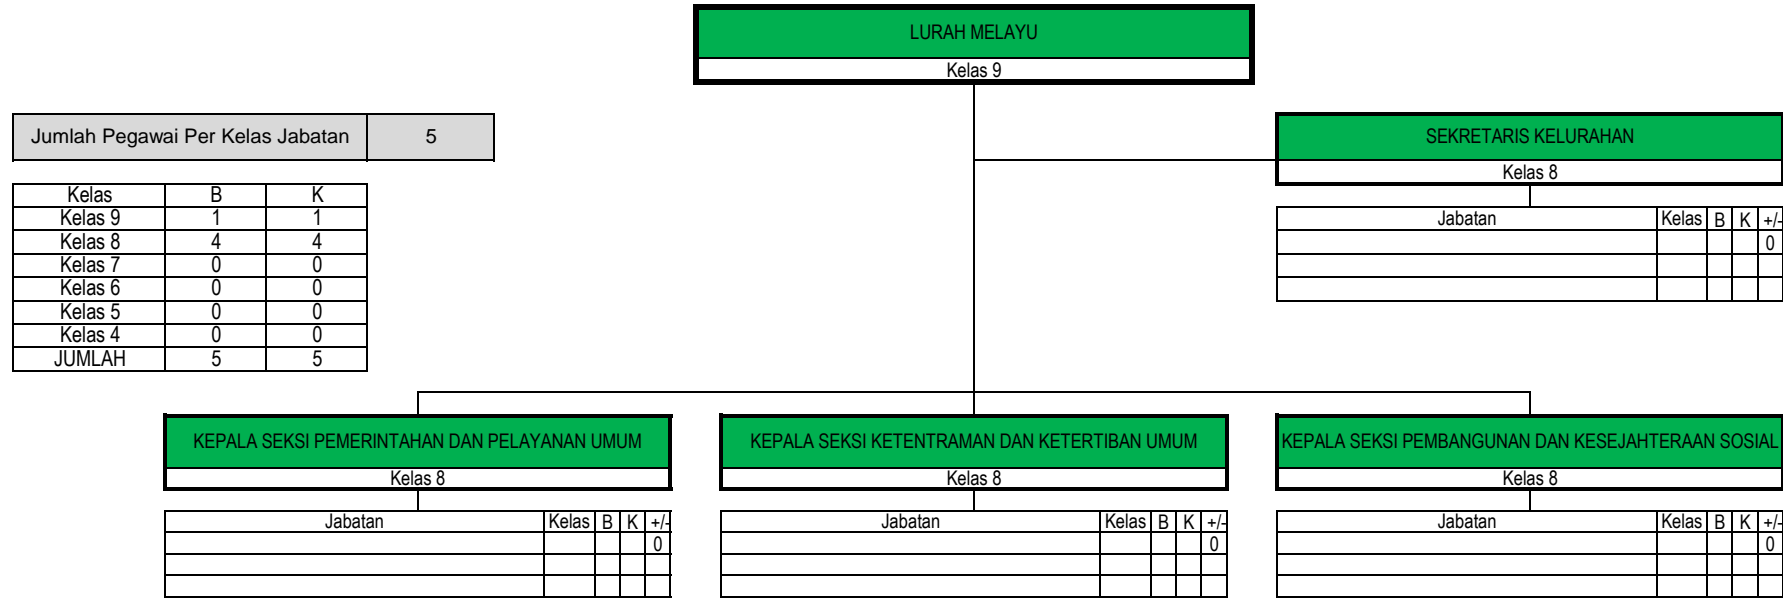 LURAH MELAYU
Kelas 9
Jumlah Pegawai Per Kelas Jabatan 5
SEKRETARIS KELURAHAN
Kelas 8
Kelas B K
Kelas 9 1 1
Kelas 8 4 4
Kelas 7 0 0
Kelas 6 0 0
Kelas 5 0 0
Kelas 4 0 0
JUMLAH 5 5
Jabatan Kelas B K +/-
0
KEPALA SEKSI PEMERINTAHAN DAN PELAYANAN UMUM
Kelas 8
Jabatan Kelas B K +/-
0
KEPALA SEKSI KETENTRAMAN DAN KETERTIBAN UMUM
Kelas 8
Jabatan Kelas B K +/-
0
KEPALA SEKSI PEMBANGUNAN DAN KESEJAHTERAAN SOSIAL
Kelas 8
Jabatan Kelas B K +/-
0